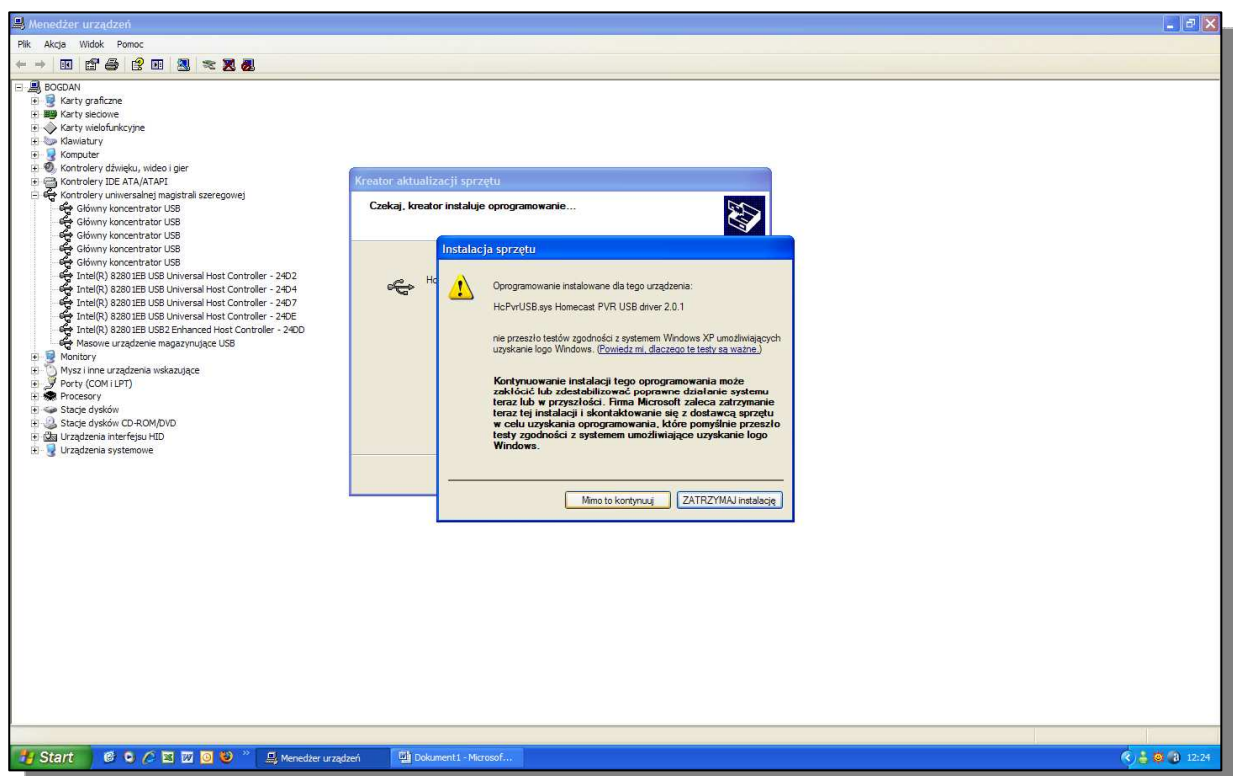 Menedżer urządzeń
Plik Akcja Widok Pomoc
BOGDAN
Karty graficzne
Karty sieciowe
Karty wielofunkcyjne
Klawiatury
Komputer
Kontrolery dźwięku, wideo i gier
Kontrolery IDE ATA/ATAPI
Kontrolery uniwersalnej magistrali szeregowej
Główny koncentrator USB
Główny koncentrator USB
Główny koncentrator USB
Główny koncentrator USB
Główny koncentrator USB
Intel(R) 82801EB USB Universal Host Controller - 24D2
Intel(R) 82801EB USB Universal Host Controller - 24D4
Intel(R) 82801EB USB Universal Host Controller - 24D7
Intel(R) 82801EB USB Universal Host Controller - 24DE
Intel(R) 82801EB USB2 Enhanced Host Controller - 24DD
Masowe urządzenie magazynujące USB
Monitory
Mysz i inne urządzenia wskazujące
Porty (COM i LPT)
Procesory
Stacje dysków
Stacje dysków CD-ROM/DVD
Urządzenia interfejsu HID
Urządzenia systemowe
Kreator aktualizacji sprzętu
Czekaj, kreator instaluje oprogramowanie...
Instalacja sprzętu
Oprogramowanie instalowane dla tego urządzenia:
HcPvrUSB.sys Homecast PVR USB driver 2.0.1
nie przeszło testów zgodności z systemem Windows XP umożliwiających
uzyskanie logo Windows. (Powiedz mi, dlaczego te testy są ważne.)
Kontynuowanie instalacji tego oprogramowania może
zakłócić lub zdestabilizować poprawne działanie systemu
teraz lub w przyszłości. Firma Microsoft zaleca zatrzymanie
teraz tej instalacji i skontaktowanie się z dostawcą sprzętu
w celu uzyskania oprogramowania, które pomyślnie przeszło
testy zgodności z systemem umożliwiające uzyskanie logo
Windows.
Mimo to kontynuuj ZATRZYMAJ instalację
Start Menedżer urządzeń Dokument1 - Microsof... 12:24